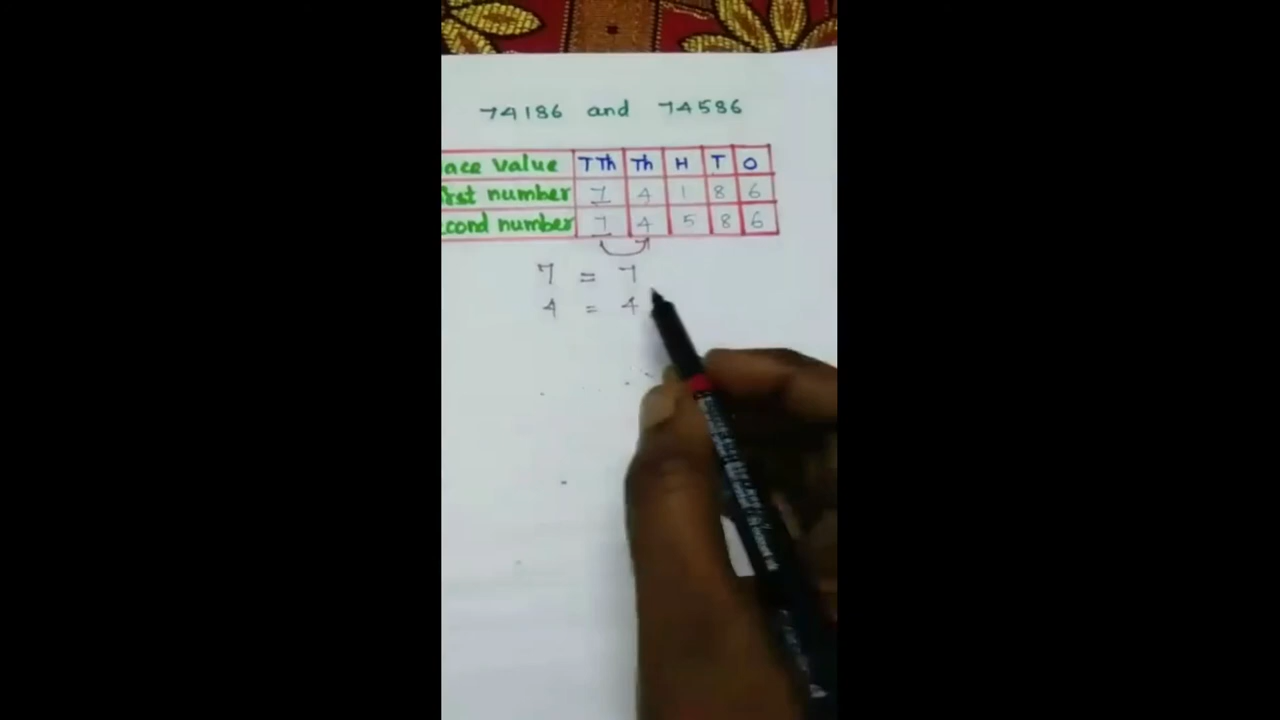 74186 and 74586
ace value TTh Th H T O
rst number 7 4 1 8 6
cond number 7 4 5 8 6
7 = 7
4 = 4